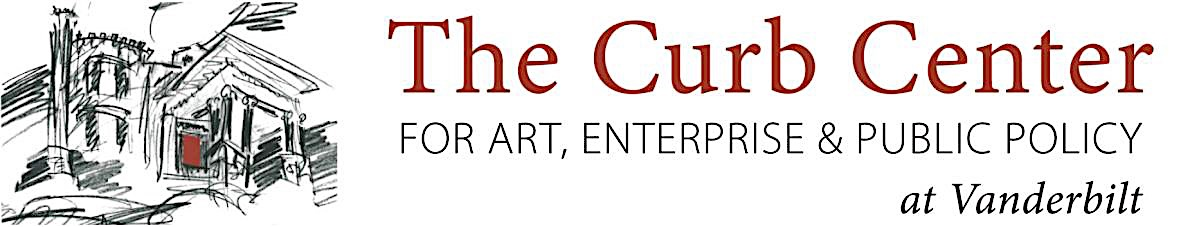 The Curb Center
FOR ART, ENTERPRISE & PUBLIC POLICY
at Vanderbilt